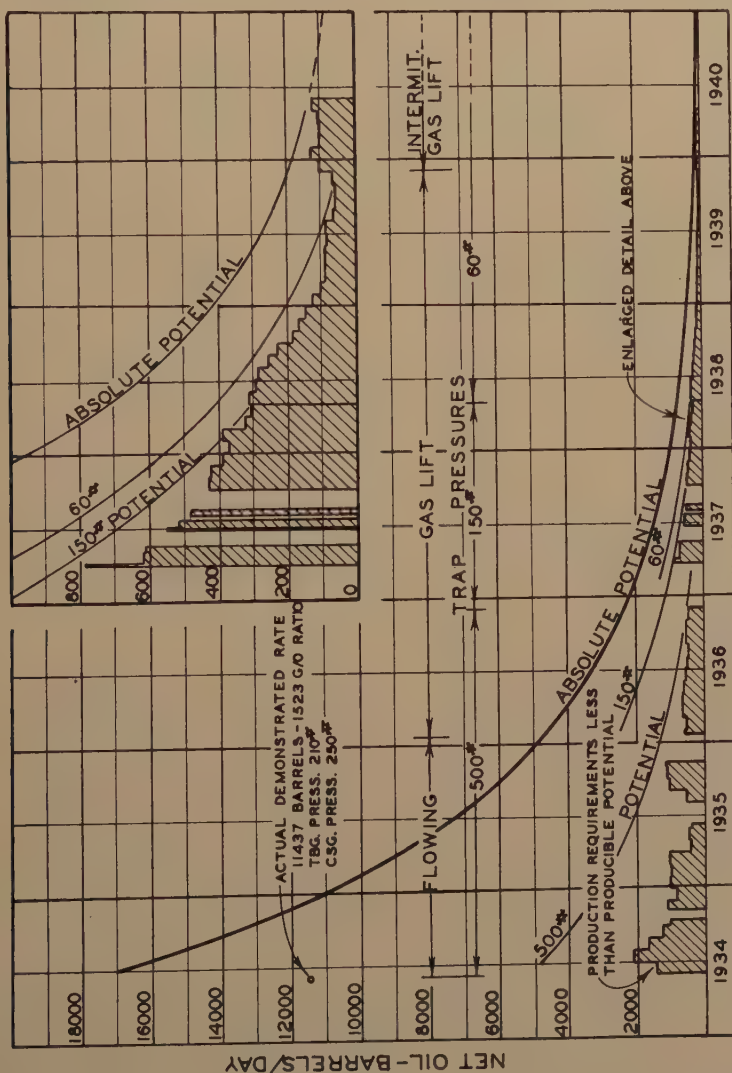 NET OIL-BARRELS/DAY
18000
16000
14000
12000
10000
8000
6000
4000
2000
1934
1935
1936
1937
1938
1939
1940
ACTUAL DEMONSTRATED RATE
11437 BARRELS-1523 G/O RATIO
TBG. PRESS. 210#
CSG. PRESS. 250#
FLOWING
GAS LIFT
INTERMIT.
GAS LIFT
TRAP PRESSURES
500#
150#
60#
ABSOLUTE POTENTIAL
500#
POTENTIAL
150#
60#
PRODUCTION REQUIREMENTS LESS
THAN PRODUCIBLE POTENTIAL
ENLARGED DETAIL ABOVE
800
600
400
200
0
ABSOLUTE POTENTIAL
60#
150# POTENTIAL